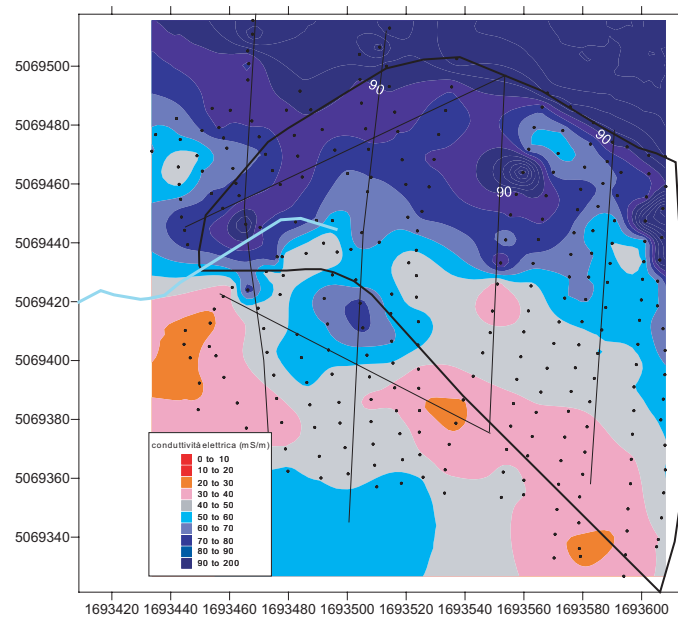 5069500
5069480
5069460
5069440
5069420
5069400
5069380
5069360
5069340
90
90
90
conduttività elettrica (mS/m)
0 to 10
10 to 20
20 to 30
30 to 40
40 to 50
50 to 60
60 to 70
70 to 80
80 to 90
90 to 200
1693420 1693440 1693460 1693480 1693500 1693520 1693540 1693560 1693580 1693600